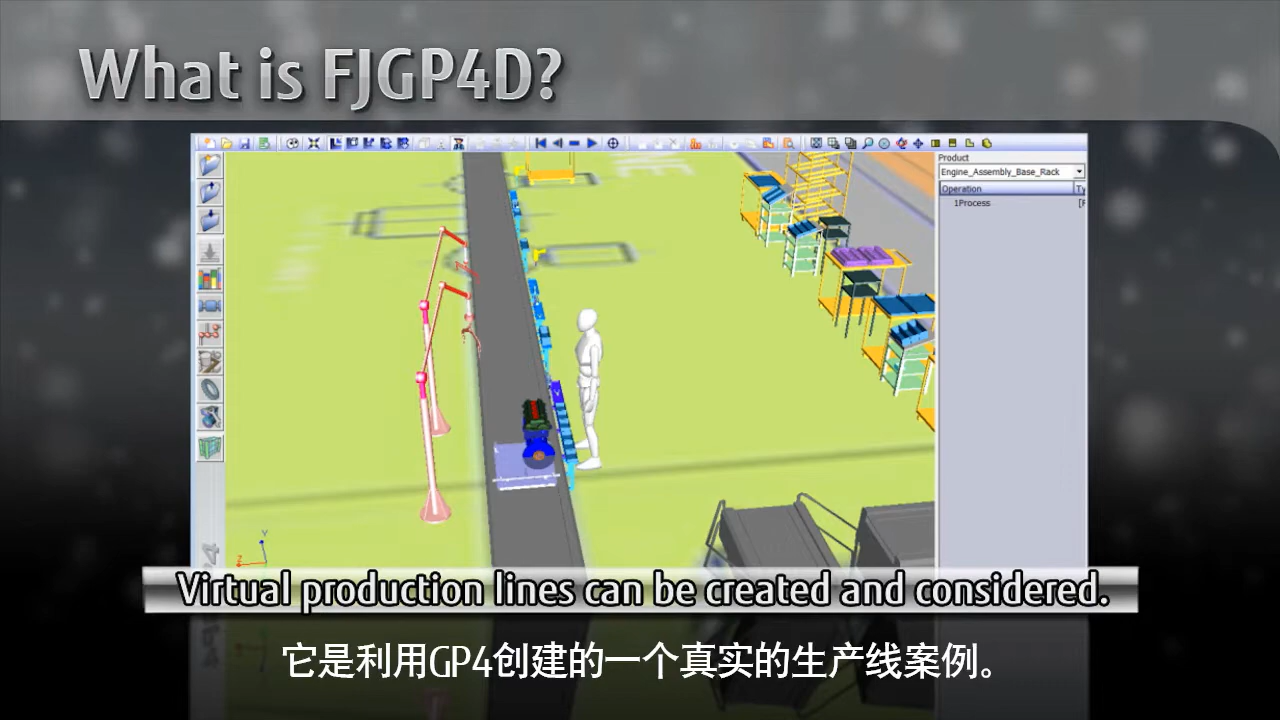 What is FJGP4D?
Product
Engine_Assembly_Base_Rack
Operation
Ty
1Process
[F
Y
Z
Virtual production lines can be created and considered.
它是利用GP4创建的一个真实的生产线案例。